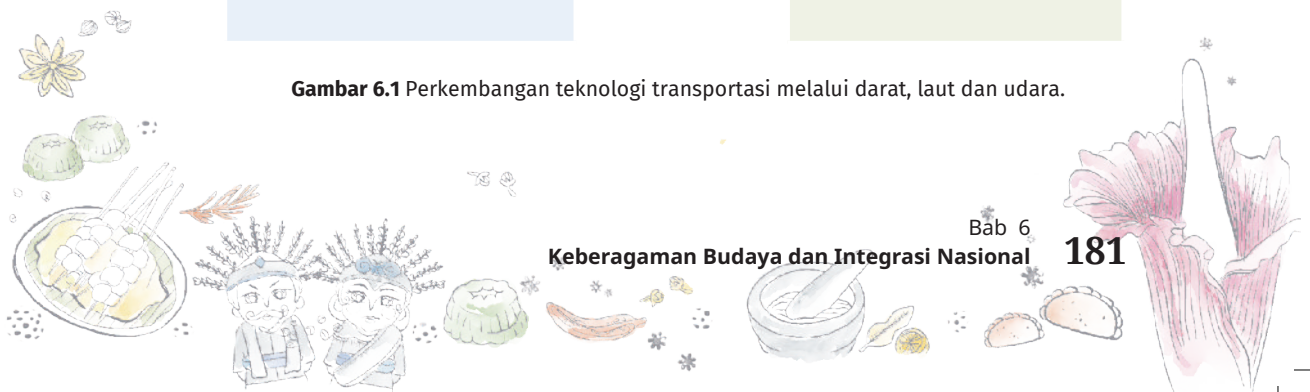 Gambar 6.1 Perkembangan teknologi transportasi melalui darat, laut dan udara.
Bab 6
Keberagaman Budaya dan Integrasi Nasional 181